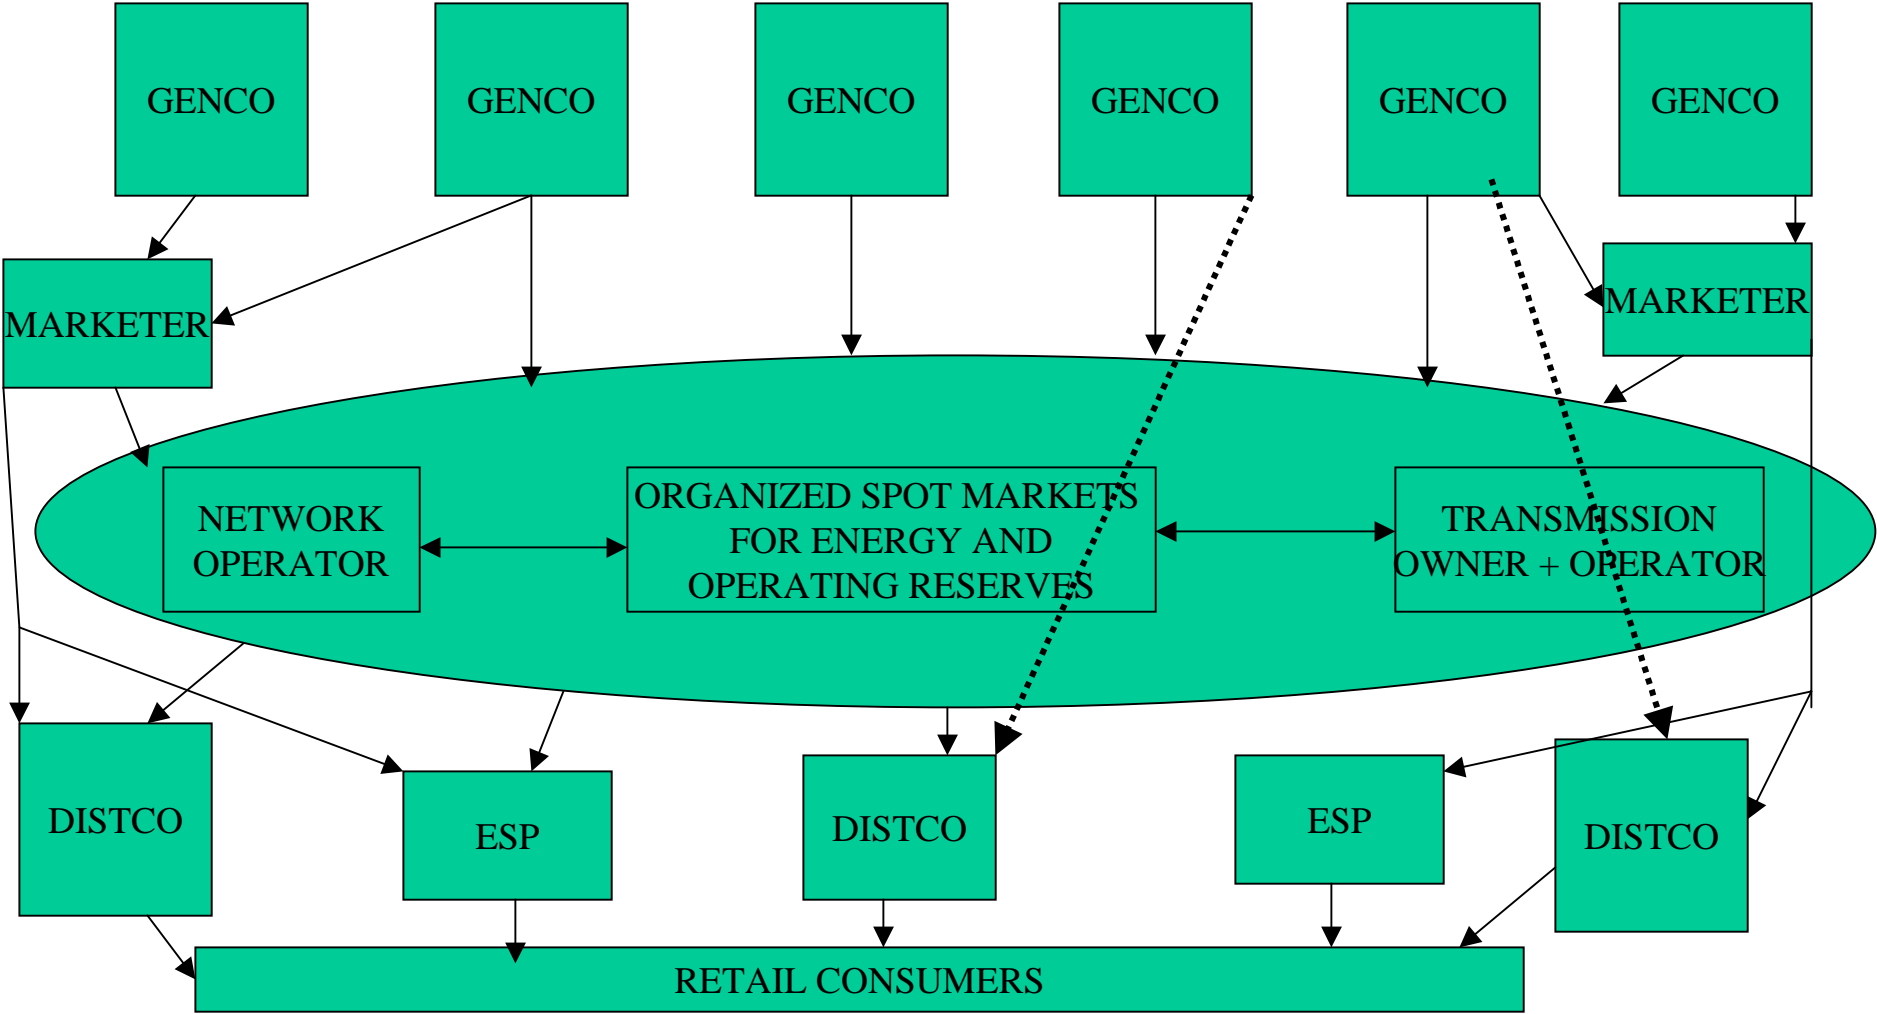 GENCO
GENCO
GENCO
GENCO
GENCO
GENCO
MARKETER
MARKETER
NETWORK
OPERATOR
ORGANIZED SPOT MARKETS
FOR ENERGY AND
OPERATING RESERVES
TRANSMISSION
OWNER + OPERATOR
DISTCO
ESP
DISTCO
ESP
DISTCO
RETAIL CONSUMERS